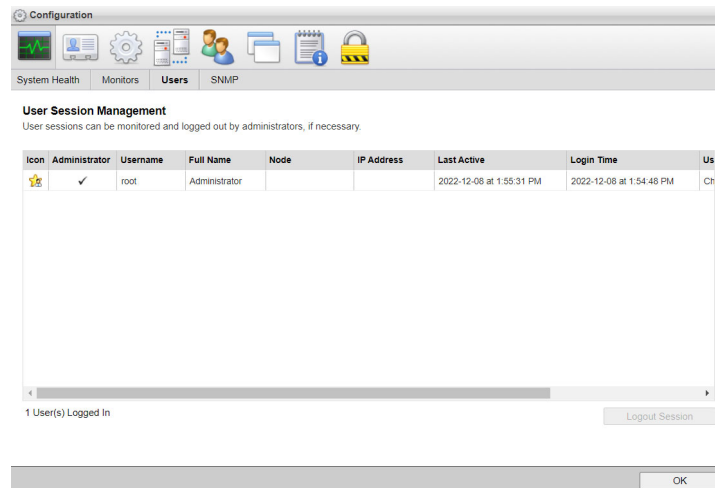 Configuration
System Health Monitors Users SNMP
User Session Management
User sessions can be monitored and logged out by administrators, if necessary.
Icon Administrator Username Full Name Node IP Address Last Active Login Time Us
root Administrator 2022-12-08 at 1:55:31 PM 2022-12-08 at 1:54:48 PM Ch
1 User(s) Logged In
Logout Session
OK